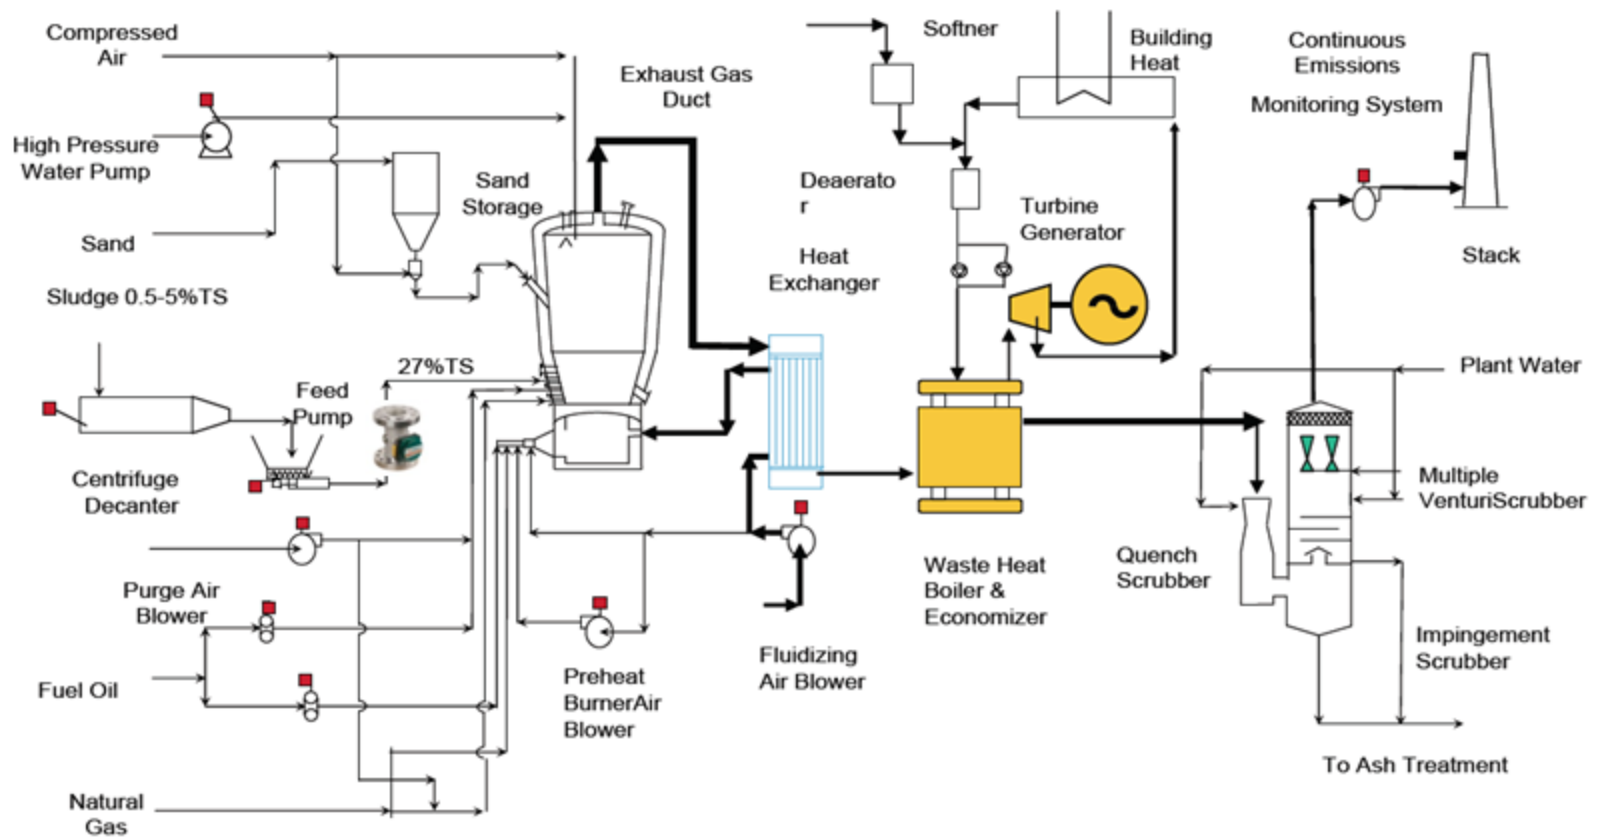 Compressed
Air
High Pressure
Water Pump
Sand
Sludge 0.5-5%TS
27%TS
Feed
Pump
Centrifuge
Decanter
Purge Air
Blower
Fuel Oil
Natural
Gas
Sand
Storage
Exhaust Gas
Duct
Preheat
BurnerAir
Blower
Softner
Building
Heat
Deaerato
r
Heat
Exchanger
Turbine
Generator
Fluidizing
Air Blower
Waste Heat
Boiler &
Economizer
Continuous
Emissions
Monitoring System
Stack
Plant Water
Multiple
VenturiScrubber
Quench
Scrubber
Impingement
Scrubber
To Ash Treatment